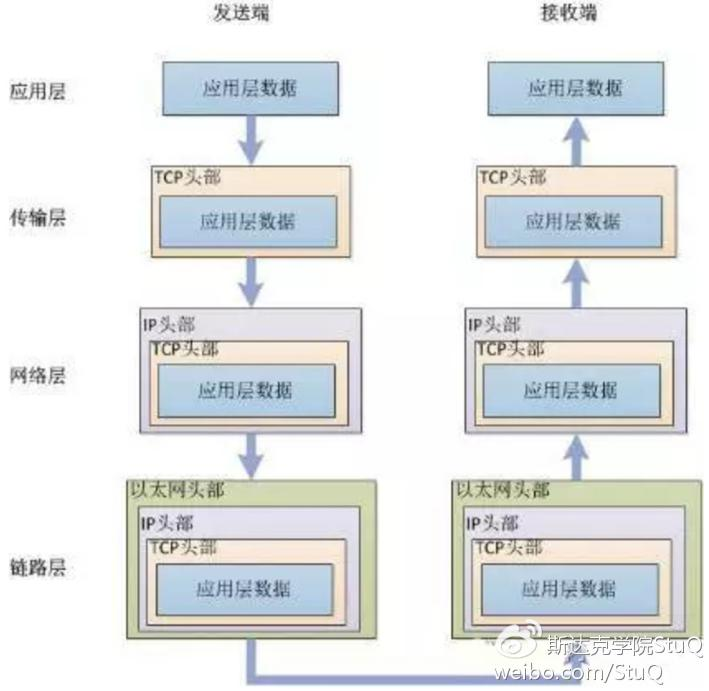 发送端
接收端
应用层
应用层数据
应用层数据
传输层
TCP头部
应用层数据
TCP头部
应用层数据
网络层
IP头部
TCP头部
应用层数据
IP头部
TCP头部
应用层数据
链路层
以太网头部
IP头部
TCP头部
应用层数据
以太网头部
IP头部
TCP头部
应用层数据
斯达克学院StuQ
weibo.com/StuQ